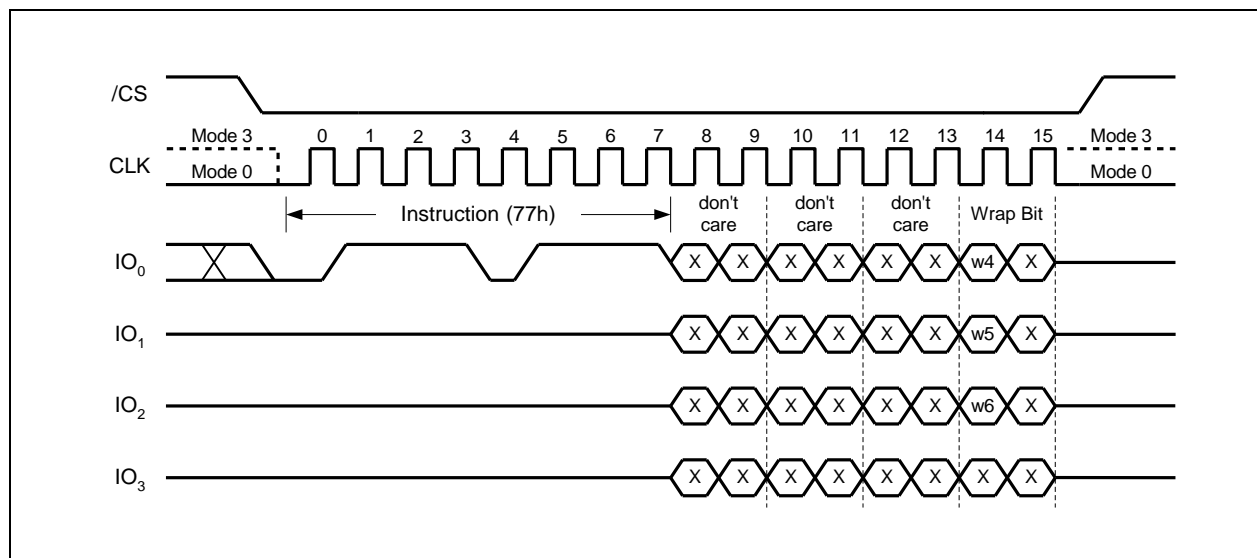 /CS
Mode 3 0 1 2 3 4 5 6 7 8 9 10 11 12 13 14 15 Mode 3
CLK Mode 0 Mode 0
Instruction (77h) don't care don't care don't care Wrap Bit
IO0 X X X X X X w4 X
IO1 X X X X X X w5 X
IO2 X X X X X X w6 X
IO3 X X X X X X X X